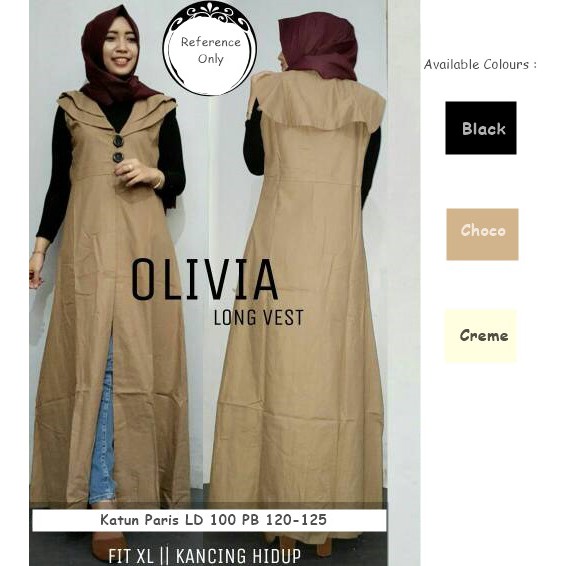 Reference
Only
Available Colours :
Black
Choco
Creme
OLIVIA
LONG VEST
Katun Paris LD 100 PB 120-125
FIT XL || KANCING HIDUP